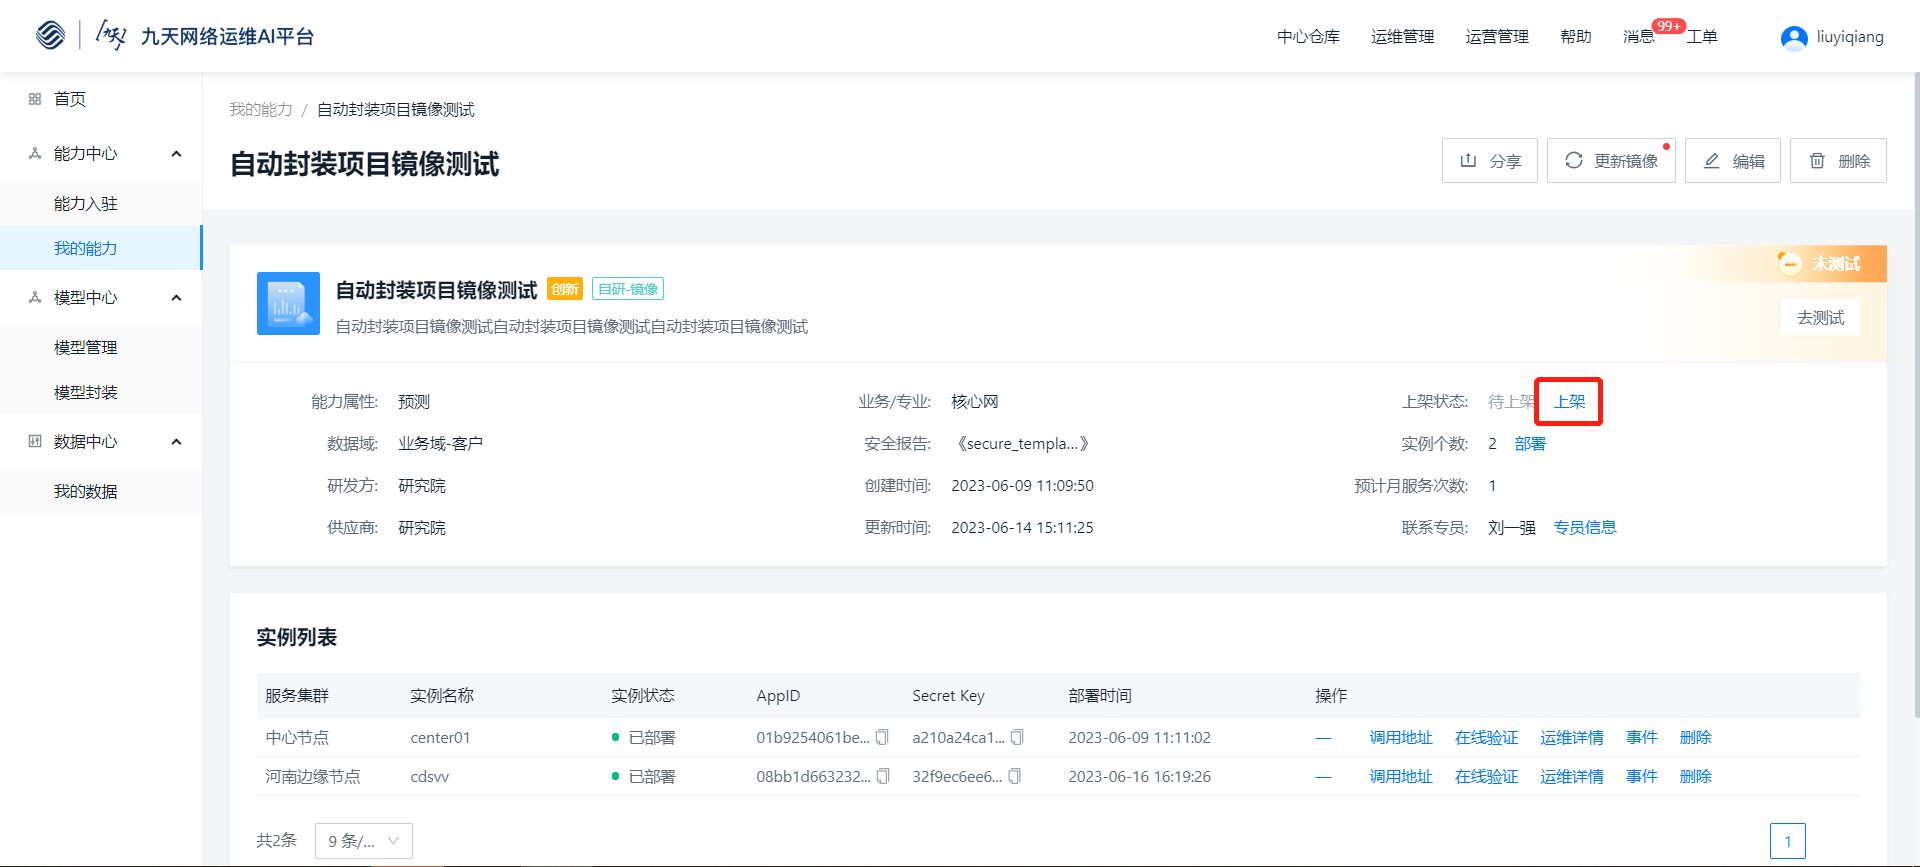 九天 九天网络运维AI平台 中心仓库 运维管理 运营管理 帮助 消息 99+ 工单 liuyiqiang
首页
能力中心
能力入驻
我的能力
模型中心
模型管理
模型封装
数据中心
我的数据
我的能力 / 自动封装项目镜像测试
自动封装项目镜像测试 分享 更新镜像 编辑 删除
未测试
自动封装项目镜像测试 创新 自研-镜像
自动封装项目镜像测试自动封装项目镜像测试自动封装项目镜像测试 去测试
能力属性: 预测 业务/专业: 核心网 上架状态: 待上架 上架
数据域: 业务域-客户 安全报告: 《secure_templa...》 实例个数: 2 部署
研发方: 研究院 创建时间: 2023-06-09 11:09:50 预计月服务次数: 1
供应商: 研究院 更新时间: 2023-06-14 15:11:25 联系专员: 刘一强 专员信息
实例列表
服务集群 实例名称 实例状态 AppID Secret Key 部署时间 操作
中心节点 center01 已部署 01b9254061be... a210a24ca1... 2023-06-09 11:11:02 — 调用地址 在线验证 运维详情 事件 删除
河南边缘节点 cdsvv 已部署 08bb1d663232... 32f9ec6ee6... 2023-06-16 16:19:26 — 调用地址 在线验证 运维详情 事件 删除
共2条 9 条/... 1